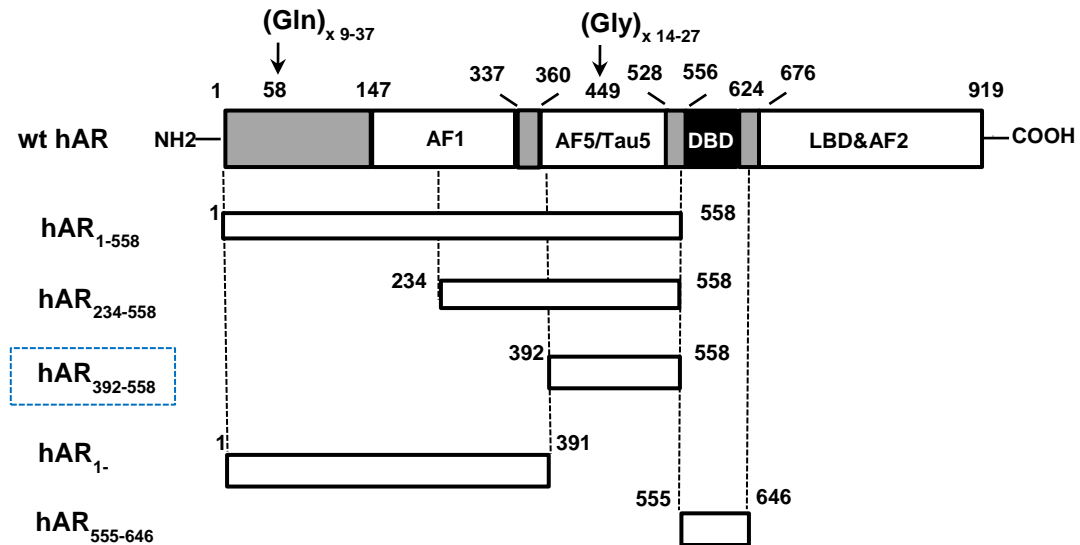 (Gln)x 9-37 (Gly)x 14-27
1 58 147 337 360 449 528 556 624 676 919
wt hAR NH2 AF1 AF5/Tau5 DBD LBD&AF2 COOH
hAR1-558 1 558
hAR234-558 234 558
hAR392-558 392 558
hAR1- 1 391
hAR555-646 555 646